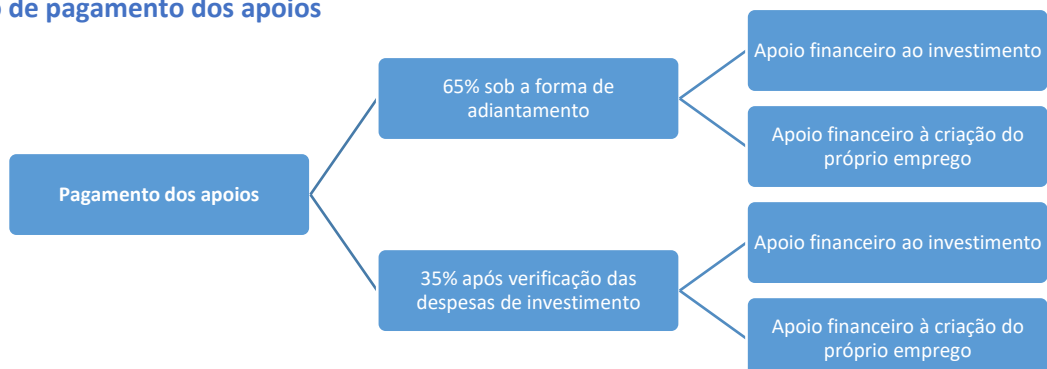 de pagamento dos apoios
Apoio financeiro ao investimento
65% sob a forma de
adiantamento
Apoio financeiro à criação do
próprio emprego
Pagamento dos apoios
Apoio financeiro ao investimento
35% após verificação das
despesas de investimento
Apoio financeiro à criação do
próprio emprego